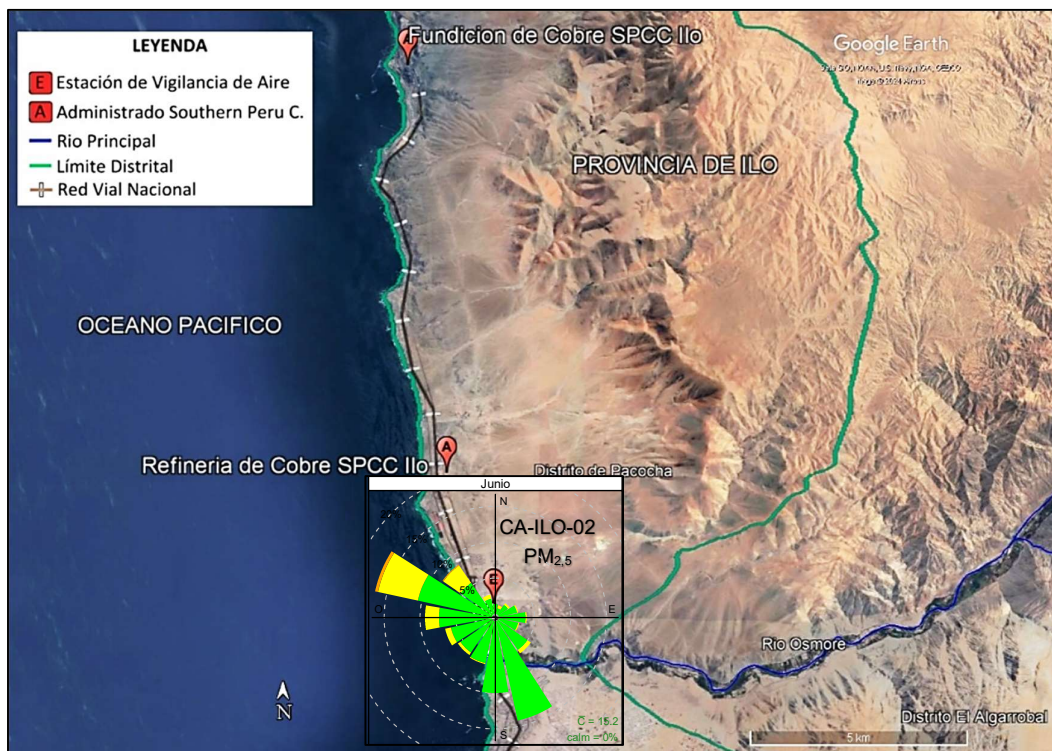 LEYENDA
E Estación de Vigilancia de Aire
A Administrado Southern Peru C.
Rio Principal
Límite Distrital
Red Vial Nacional
Fundicion de Cobre SPCC Ilo
Google Earth
PROVINCIA DE ILO
OCEANO PACIFICO
A
Refineria de Cobre SPCC Ilo
Distrito de Pacocha
Junio
N
CA-ILO-02
PM2,5
E
5%
O
E
S
C = 15.2
calm = 0%
Rio Osmore
Distrito El Algarrobal
N
5 km